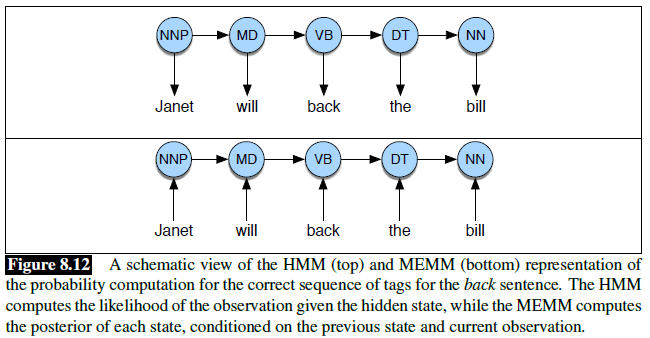 NNP MD VB DT NN
Janet will back the bill
NNP MD VB DT NN
Janet will back the bill
Figure 8.12 A schematic view of the HMM (top) and MEMM (bottom) representation of
the probability computation for the correct sequence of tags for the back sentence. The HMM
computes the likelihood of the observation given the hidden state, while the MEMM computes
the posterior of each state, conditioned on the previous state and current observation.